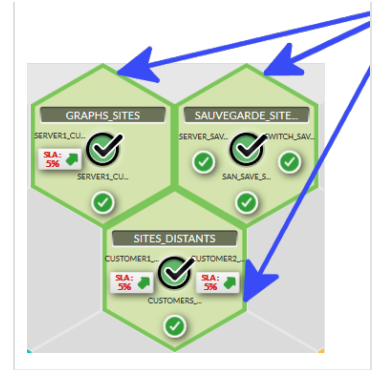 GRAPHS_SITES
SERVER1_CU...
SLA:
5%
SERVER1_CU...
SAUVEGARDE_SITE...
SERVER_SAV...
SWITCH_SAV...
SAN_SAVE_S...
SITES_DISTANTS
CUSTOMER1_...
CUSTOMER2_...
SLA:
5%
SLA:
5%
CUSTOMERS_...